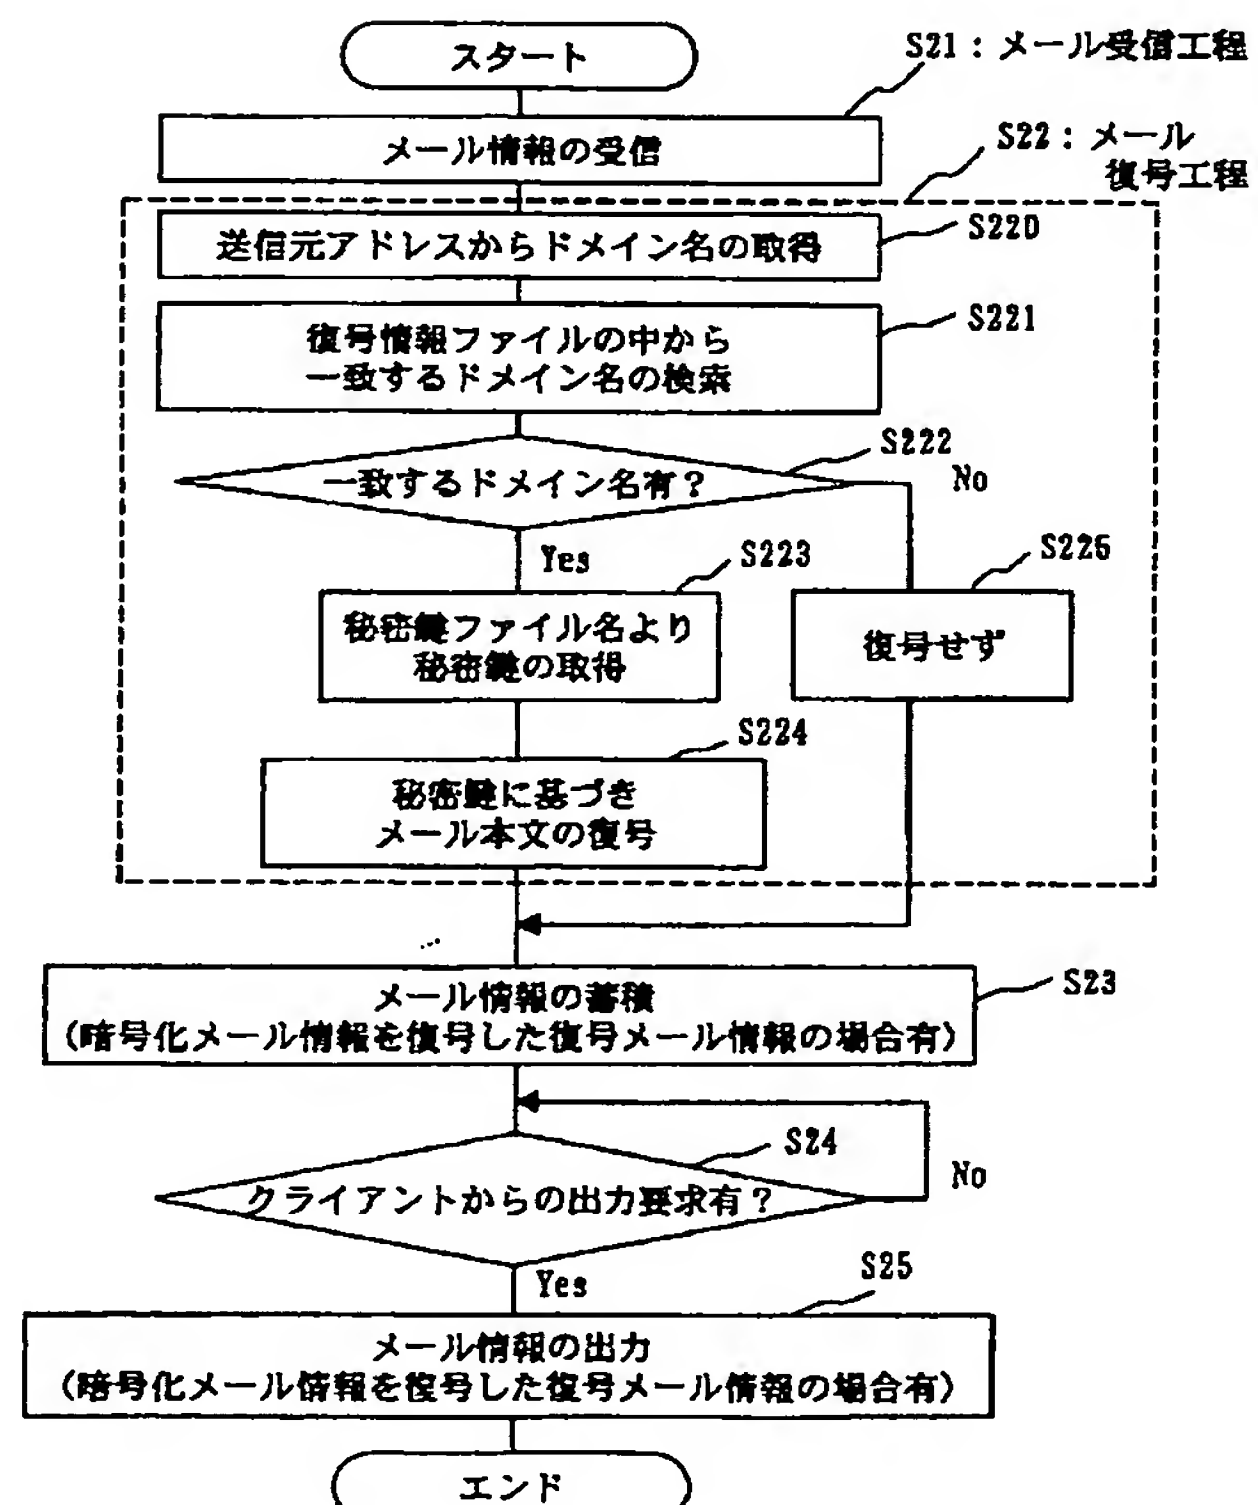 スタート
S21：メール受信工程
メール情報の受信
S22：メール
復号工程
送信元アドレスからドメイン名の取得
S220
復号情報ファイルの中から
一致するドメイン名の検索
S221
一致するドメイン名有？
S222
No
Yes
S223
秘密鍵ファイル名より
秘密鍵の取得
S225
復号せず
S224
秘密鍵に基づき
メール本文の復号
メール情報の蓄積
(暗号化メール情報を復号した復号メール情報の場合有)
S23
クライアントからの出力要求有？
S24
No
Yes
S25
メール情報の出力
(暗号化メール情報を復号した復号メール情報の場合有)
エンド